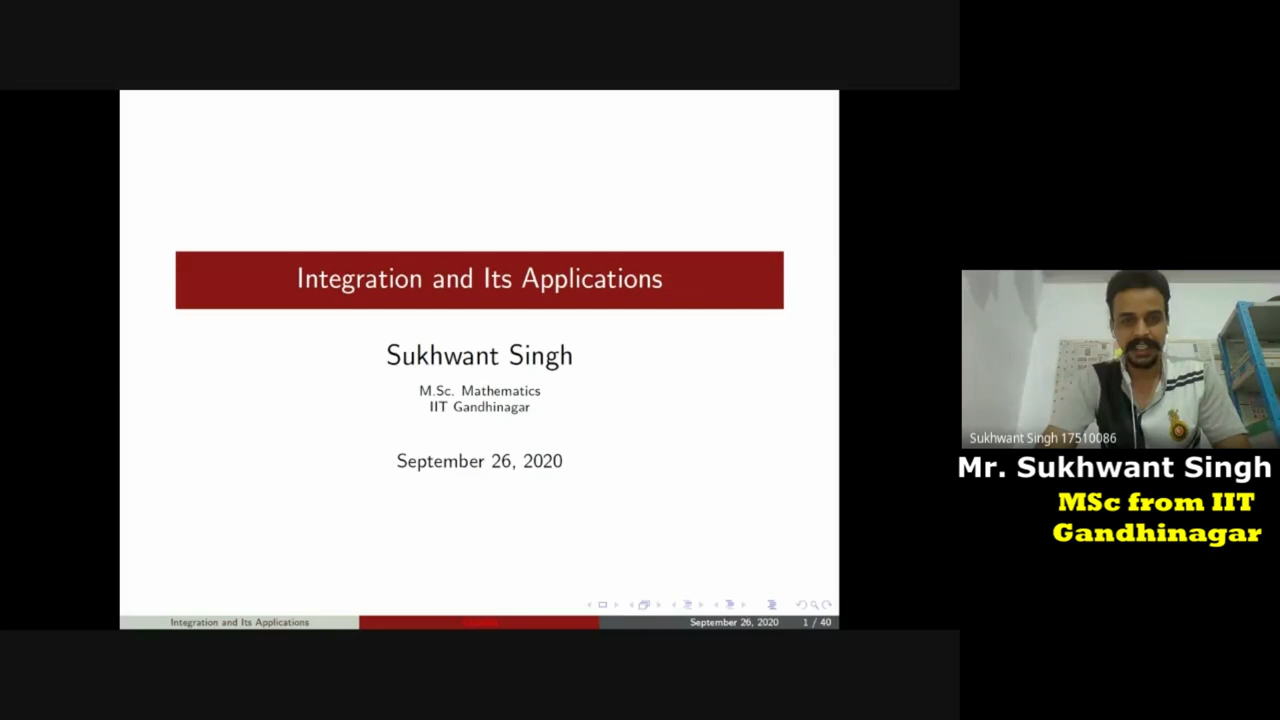 Integration and Its Applications
Sukhwant Singh
M.Sc. Mathematics
IIT Gandhinagar
September 26, 2020
Integration and Its Applications
September 26, 2020
1 / 40
Sukhwant Singh 17510086
Mr. Sukhwant Singh
MSc from IIT
Gandhinagar